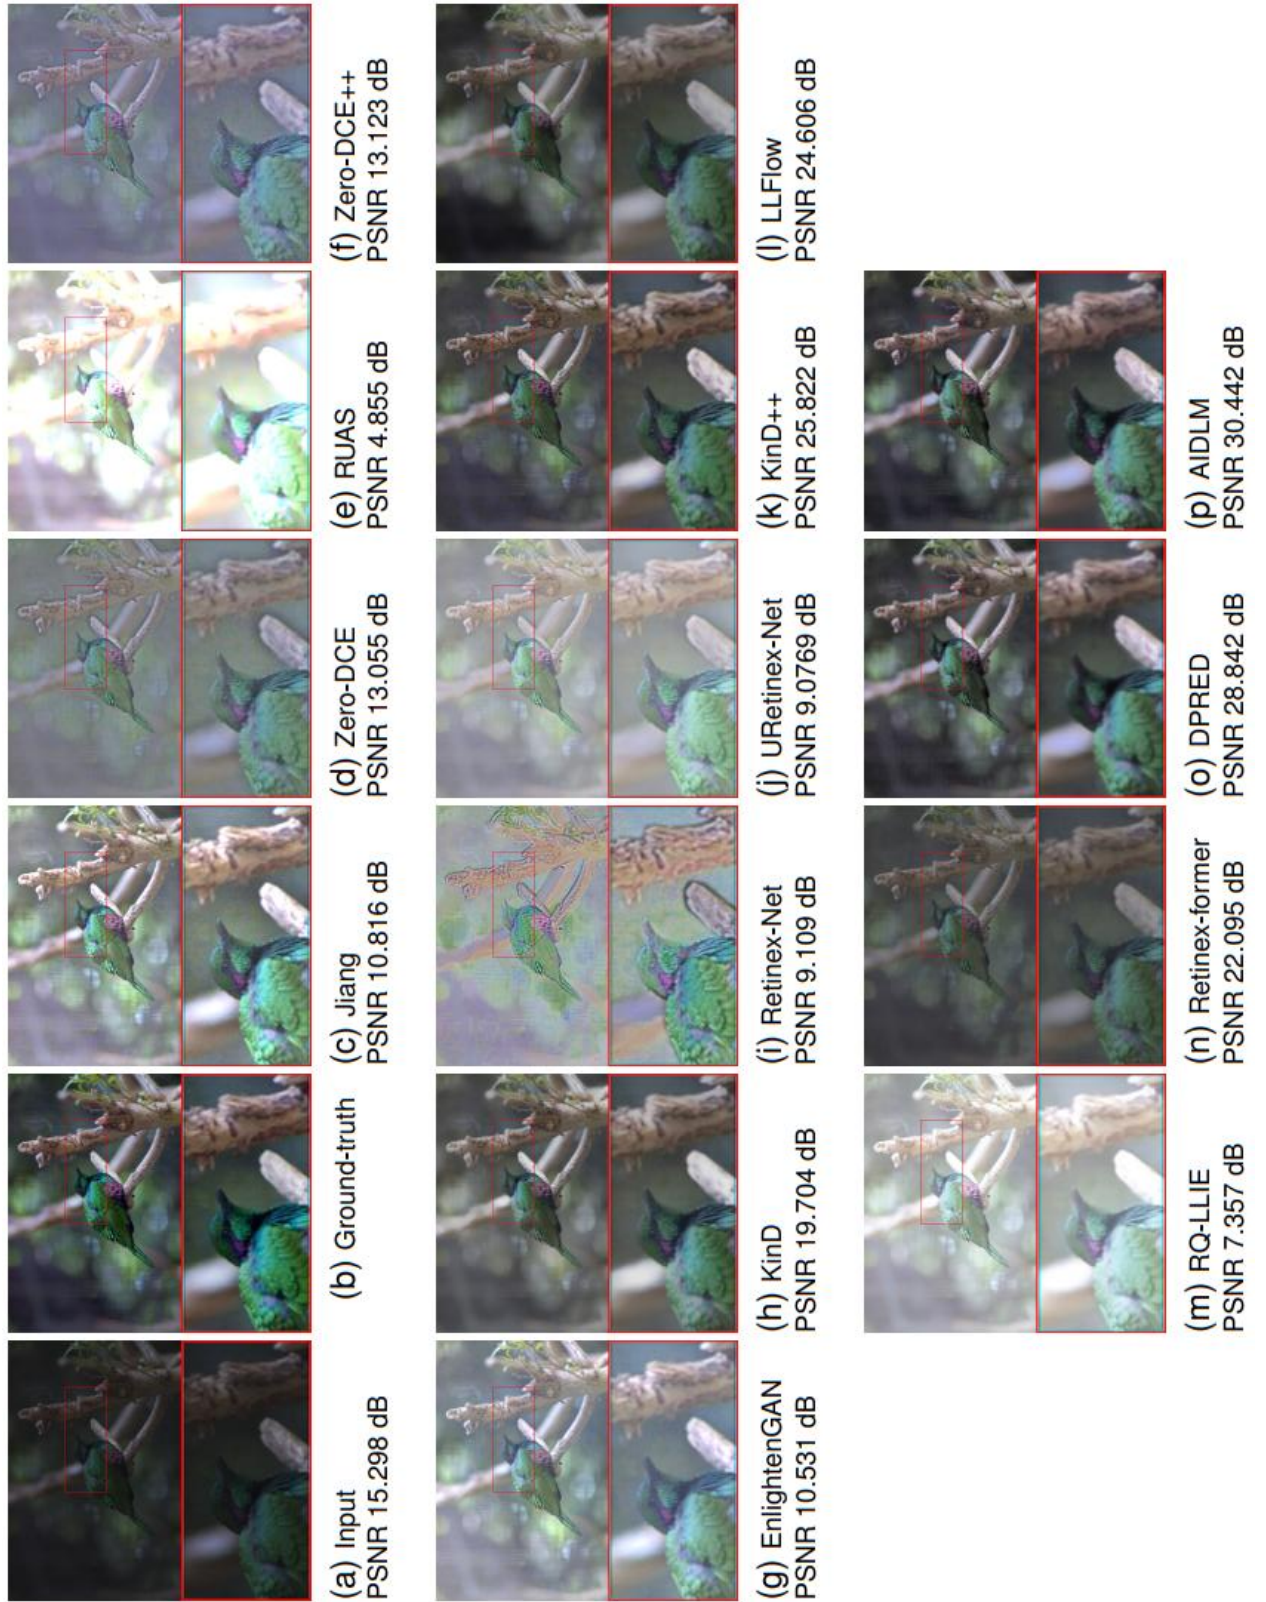 (a) Input
PSNR 15.298 dB
(b) Ground-truth
(c) Jiang
PSNR 10.816 dB
(d) Zero-DCE
PSNR 13.055 dB
(e) RUAS
PSNR 4.855 dB
(f) Zero-DCE++
PSNR 13.123 dB
(g) EnlightenGAN
PSNR 10.531 dB
(h) KinD
PSNR 19.704 dB
(i) Retinex-Net
PSNR 9.109 dB
(j) URetinex-Net
PSNR 9.0769 dB
(k) KinD++
PSNR 25.822 dB
(l) LLFlow
PSNR 24.606 dB
(m) RQ-LLIE
PSNR 7.357 dB
(n) Retinex-former
PSNR 22.095 dB
(o) DPRED
PSNR 28.842 dB
(p) AIDLM
PSNR 30.442 dB